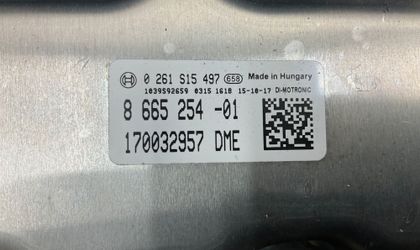 0 261 S15 497 658 Made in Hungary
1039S92659 0315 1618 15-10-17 DI-MOTRONIC
8 665 254 -01
170032957 DME